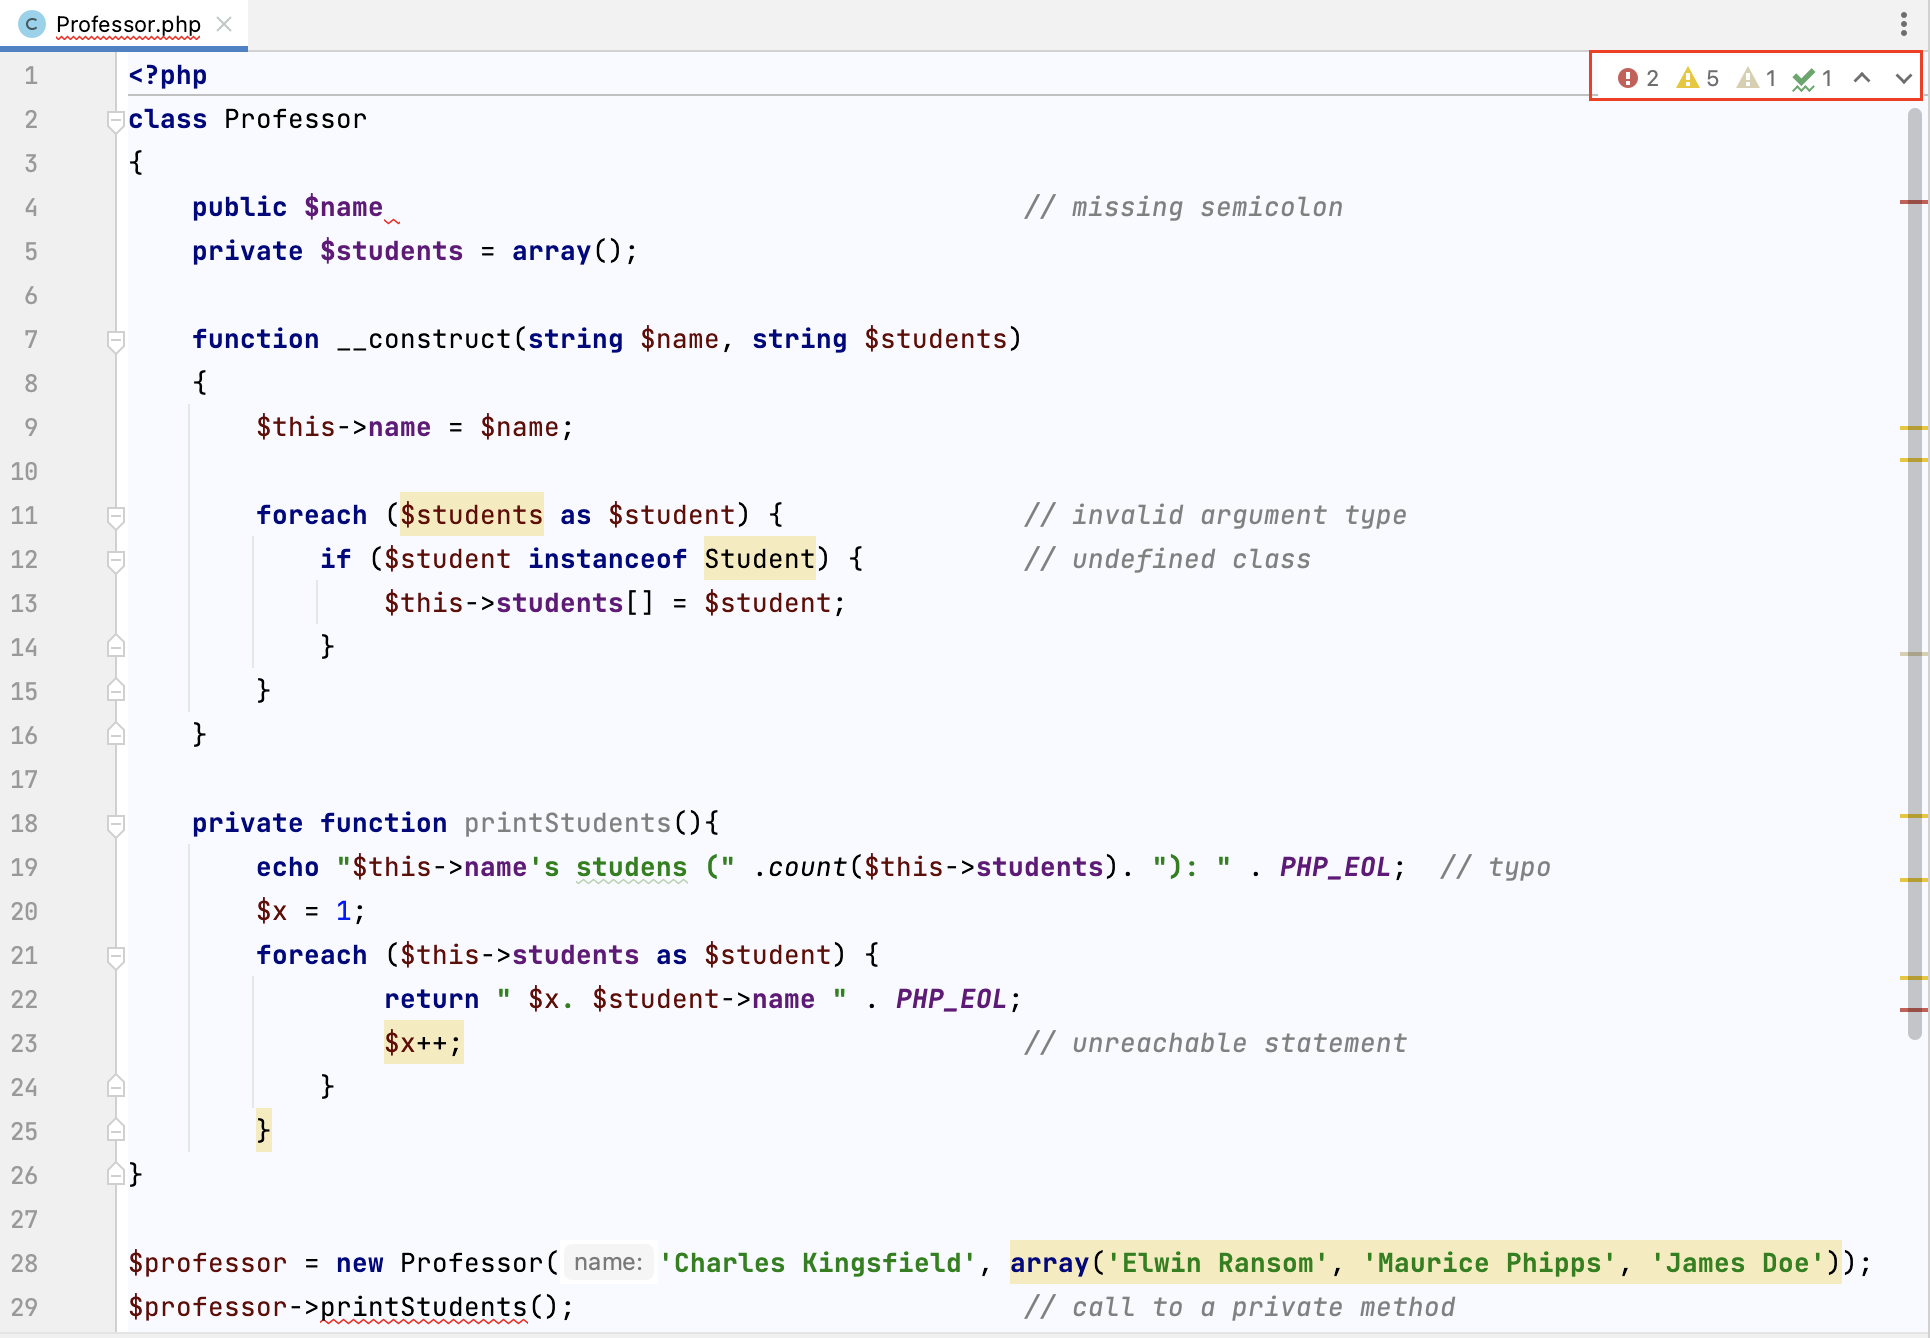 C Professor.php
2 5 1 1
1 <?php
2 class Professor
3 {
4     public $name                                        // missing semicolon
5     private $students = array();
6
7     function __construct(string $name, string $students)
8     {
9         $this->name = $name;
10
11         foreach ($students as $student) {               // invalid argument type
12             if ($student instanceof Student) {          // undefined class
13                 $this->students[] = $student;
14             }
15         }
16     }
17
18     private function printStudents(){
19         echo "$this->name's studens (" .count($this->students). "): " . PHP_EOL;  // typo
20         $x = 1;
21         foreach ($this->students as $student) {
22                 return " $x. $student->name " . PHP_EOL;
23                 $x++;                                   // unreachable statement
24             }
25         }
26 }
27
28 $professor = new Professor( name: 'Charles Kingsfield', array('Elwin Ransom', 'Maurice Phipps', 'James Doe'));
29 $professor->printStudents();                            // call to a private method